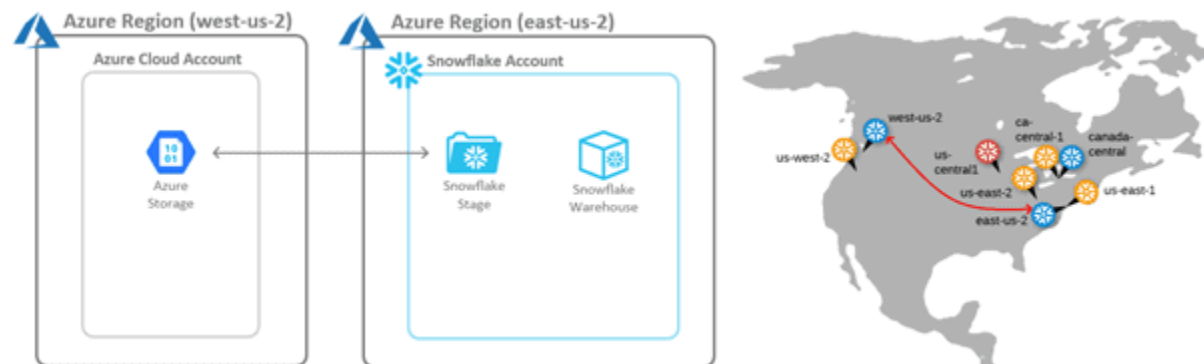 Azure Region (west-us-2)
Azure Cloud Account
10
01
Azure
Storage
Azure Region (east-us-2)
Snowflake Account
Snowflake
Stage
Snowflake
Warehouse
west-us-2
us-west-2
ca-
central-1
canada-
central
us-
central1
us-east-2
us-east-1
east-us-2